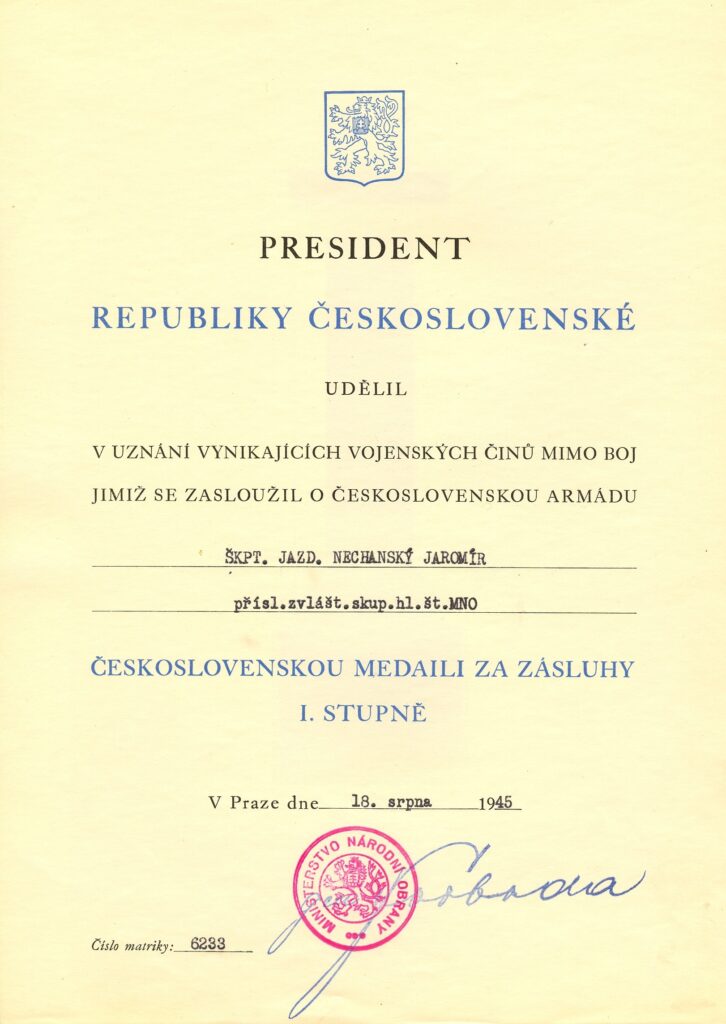 PRESIDENT
REPUBLIKY ČESKOSLOVENSKÉ
UDĚLIL
V UZNÁNÍ VYNIKAJÍCÍCH VOJENSKÝCH ČINŮ MIMO BOJ
JIMIŽ SE ZASLOUŽIL O ČESKOSLOVENSKOU ARMÁDU
ŠKPT. JAZD. NECHANSKÝ JAROMÍR
přísl.zvlášt.skup.hl.št.MNO
ČESKOSLOVENSKOU MEDAILI ZA ZÁSLUHY
I. STUPNĚ
V Praze dne 18. srpna 1945
MINISTERSTVO NÁRODNÍ OBRANY
Svoboda
Číslo matriky: 6233